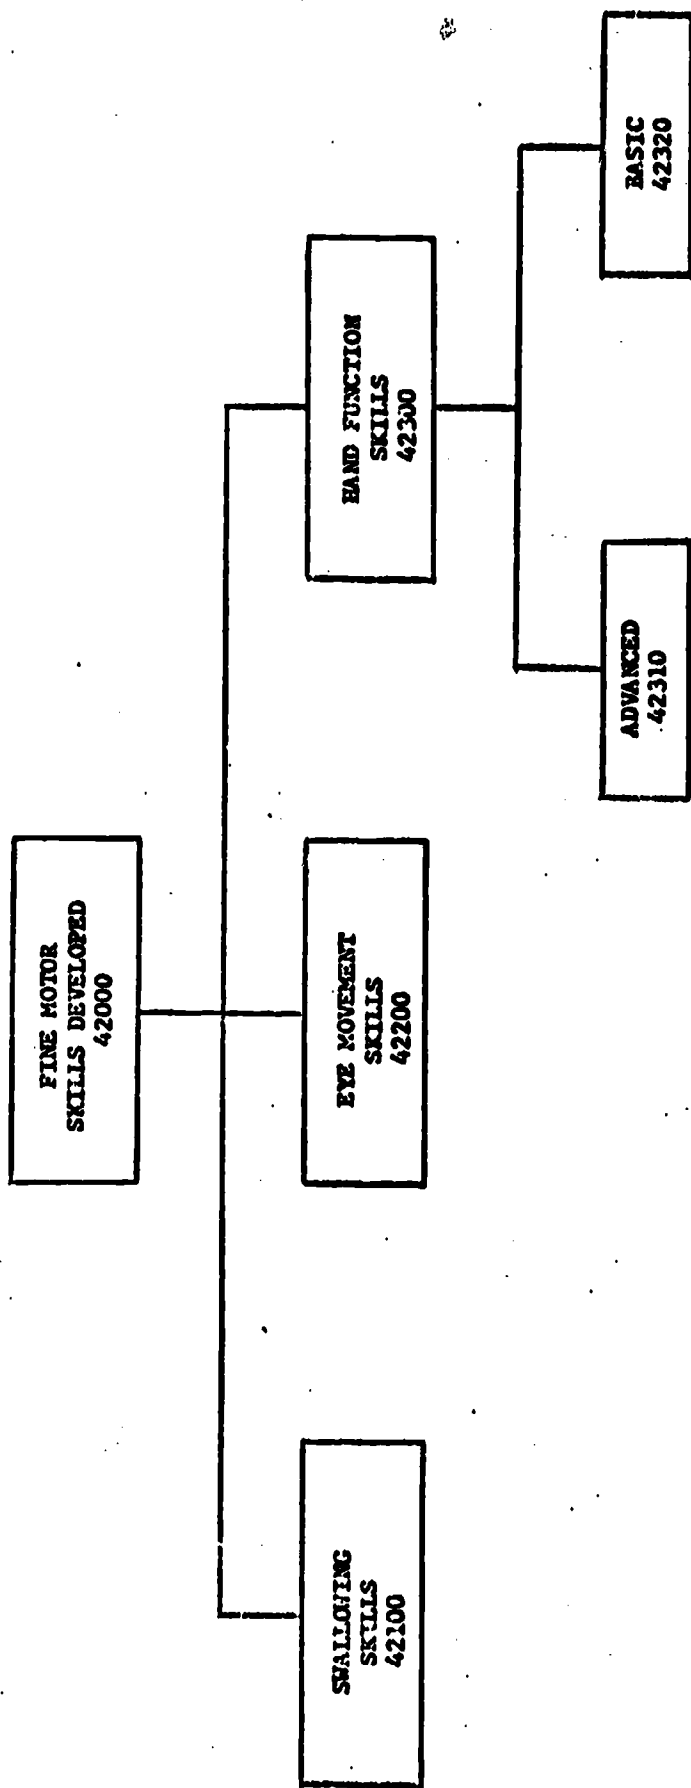 FINE MOTOR
SKILLS DEVELOPED
42000
SWALLOWING
SKILLS
42100
EYE MOVEMENT
SKILLS
42200
HAND FUNCTION
SKILLS
42300
ADVANCED
42310
BASIC
42320